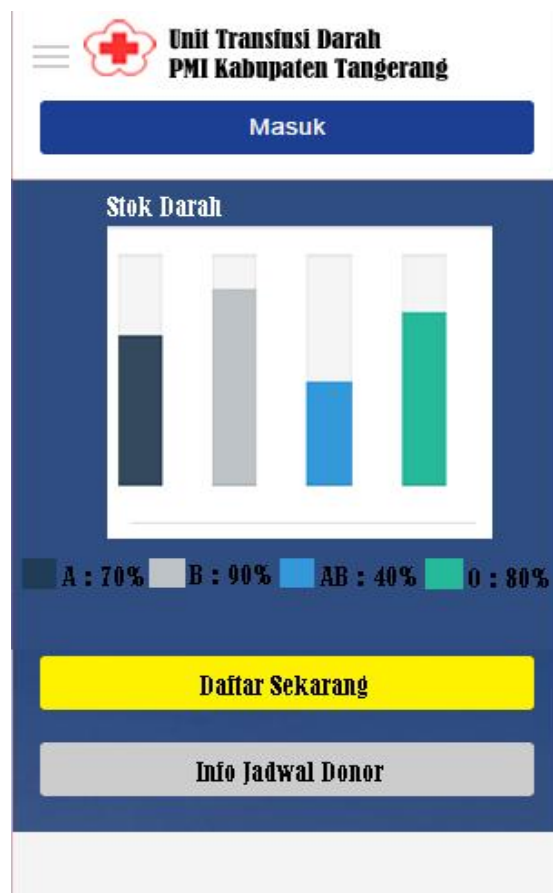 Unit Transfusi Darah
PMI Kabupaten Tangerang
Masuk
Stok Darah
A : 70% B : 90% AB : 40% O : 80%
Daftar Sekarang
Info Jadwal Donor